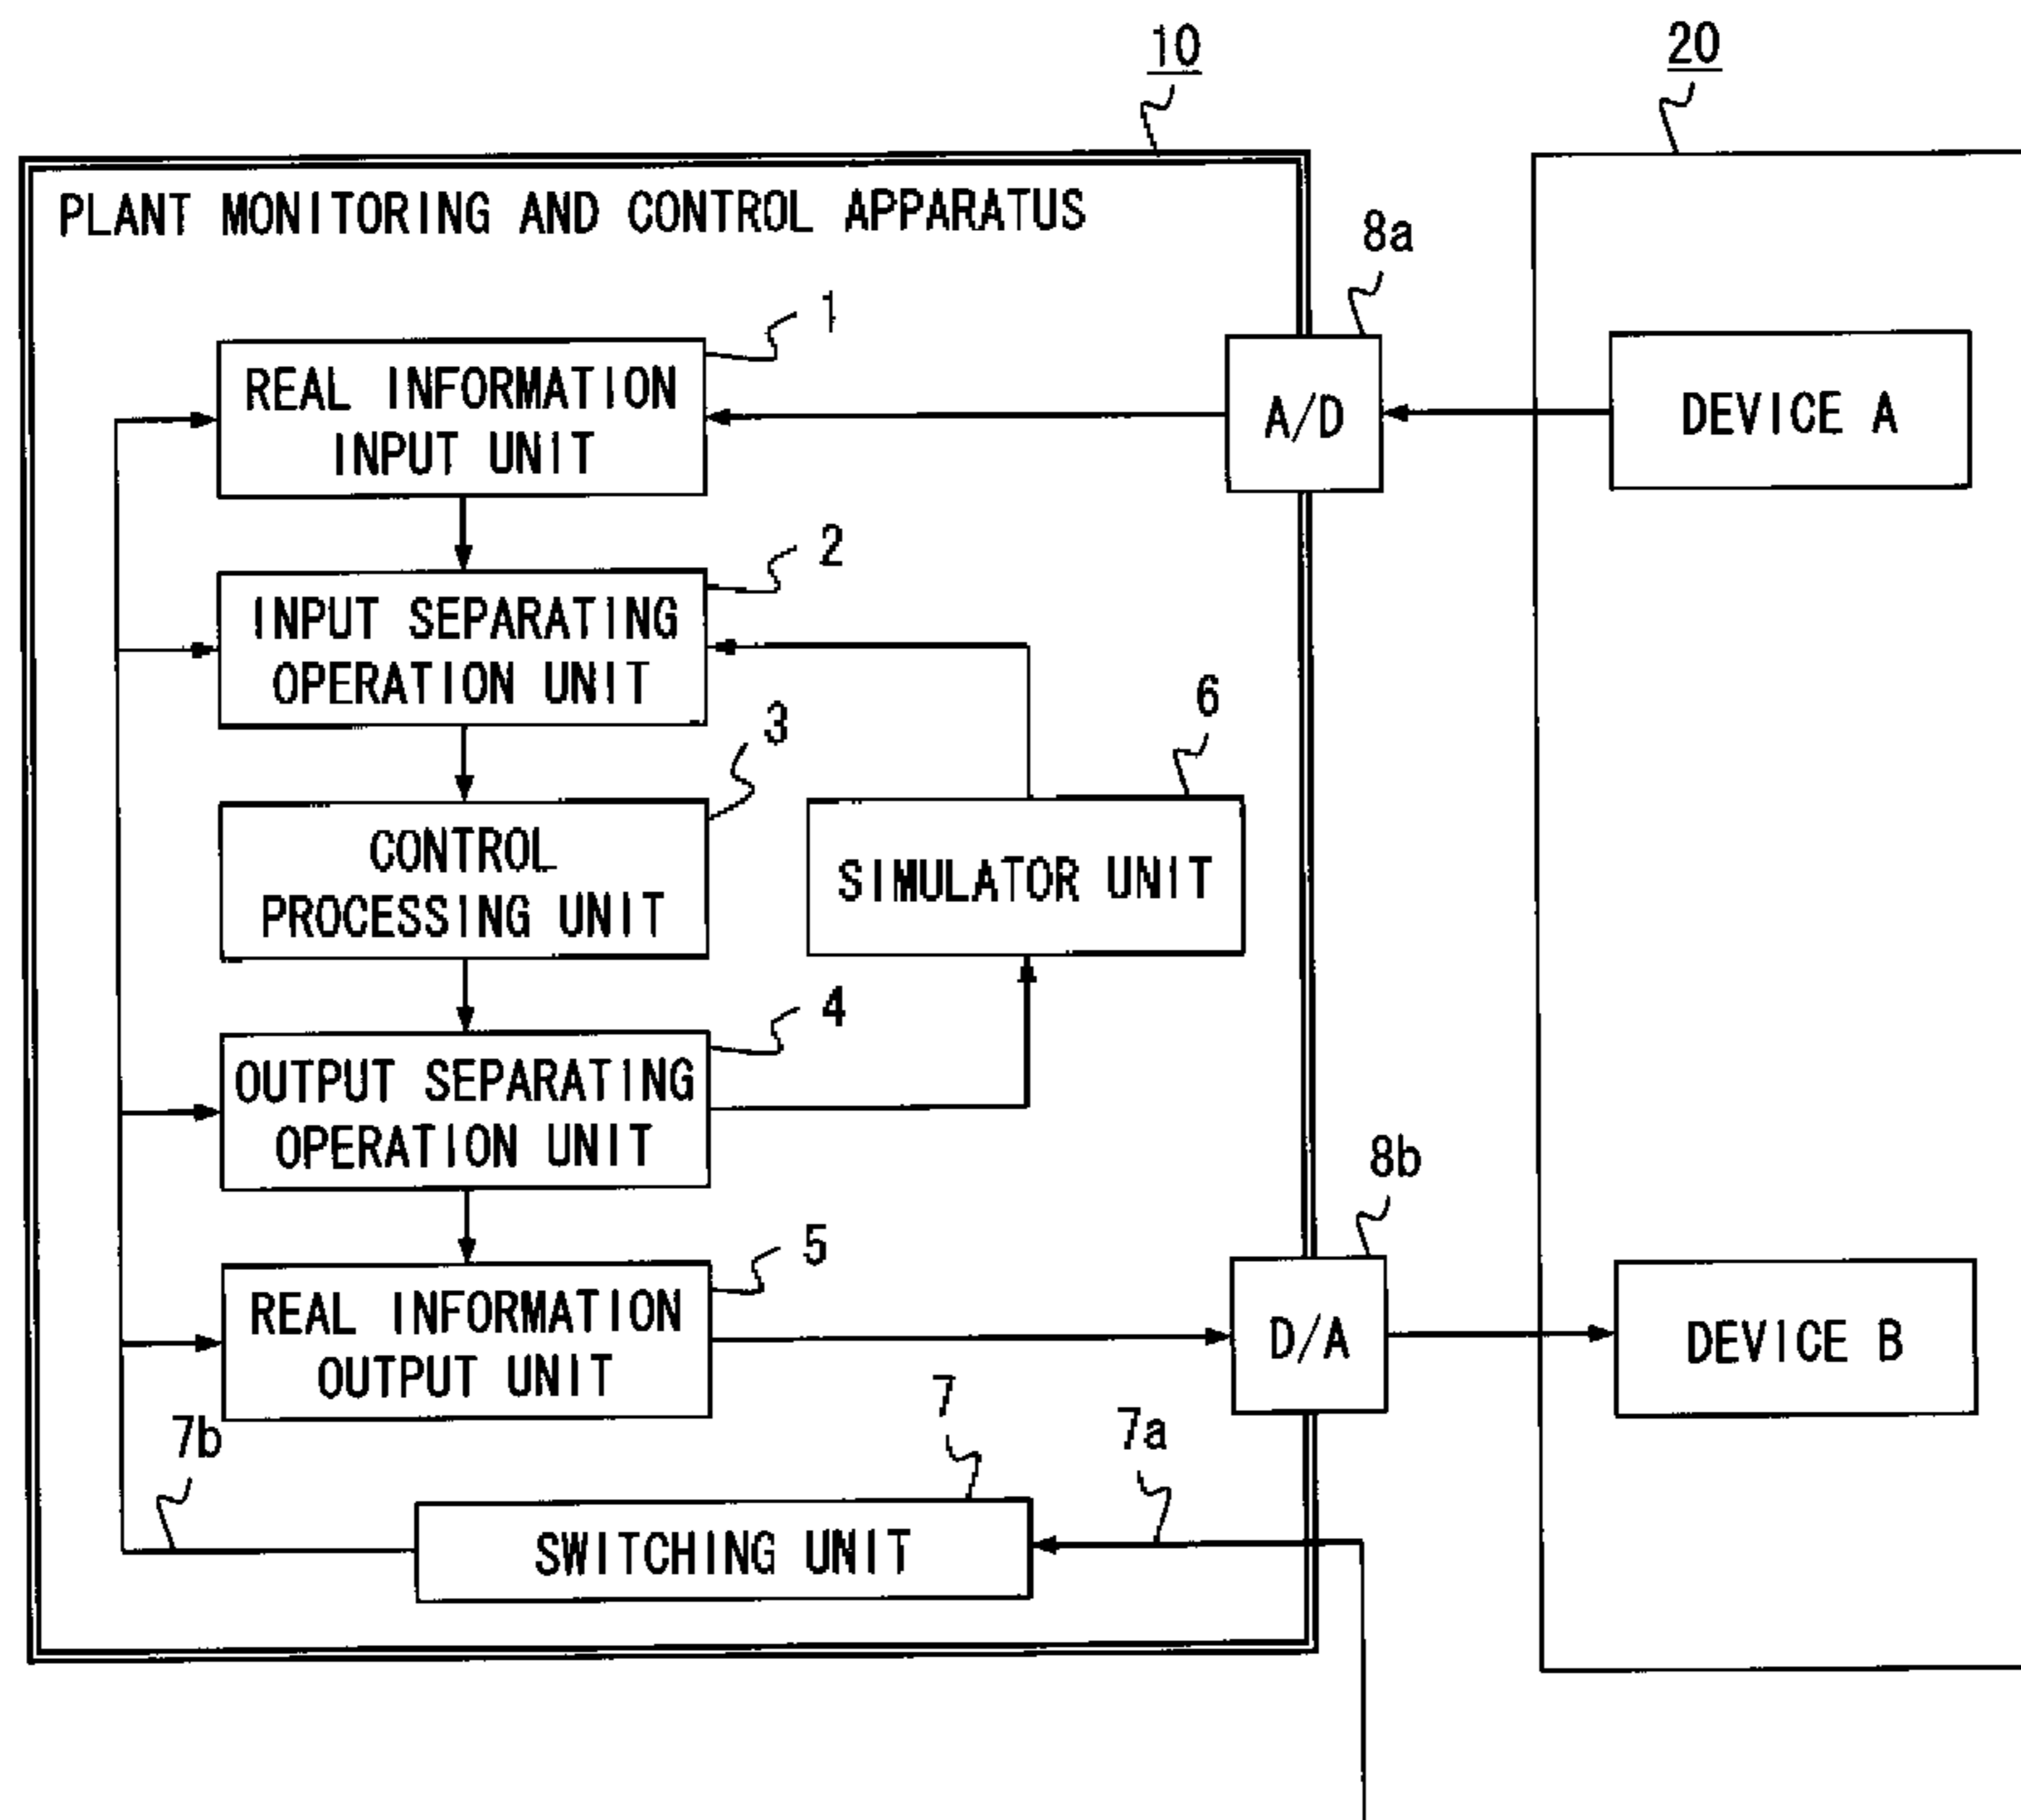 10
20
PLANT MONITORING AND CONTROL APPARATUS
8a
1
REAL INFORMATION
INPUT UNIT
A/D
DEVICE A
2
INPUT SEPARATING
OPERATION UNIT
6
3
CONTROL
PROCESSING UNIT
SIMULATOR UNIT
4
OUTPUT SEPARATING
OPERATION UNIT
8b
5
REAL INFORMATION
OUTPUT UNIT
D/A
DEVICE B
7
7a
7b
SWITCHING UNIT